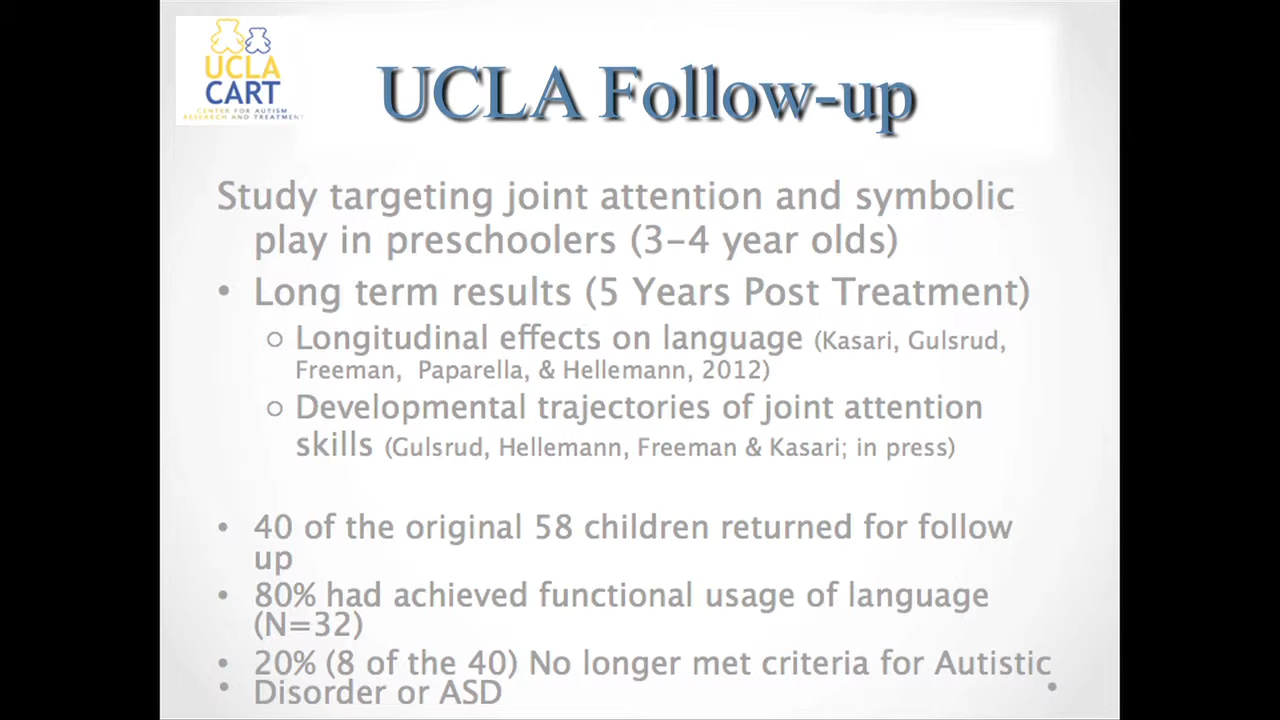 UCLA
CART
CENTER FOR AUTISM
RESEARCH AND TREATMENT
UCLA Follow-up
Study targeting joint attention and symbolic
play in preschoolers (3-4 year olds)
• Long term results (5 Years Post Treatment)
○ Longitudinal effects on language (Kasari, Gulsrud,
Freeman, Paparella, & Hellemann, 2012)
○ Developmental trajectories of joint attention
skills (Gulsrud, Hellemann, Freeman & Kasari; in press)
• 40 of the original 58 children returned for follow
up
• 80% had achieved functional usage of language
(N=32)
• 20% (8 of the 40) No longer met criteria for Autistic
• Disorder or ASD •